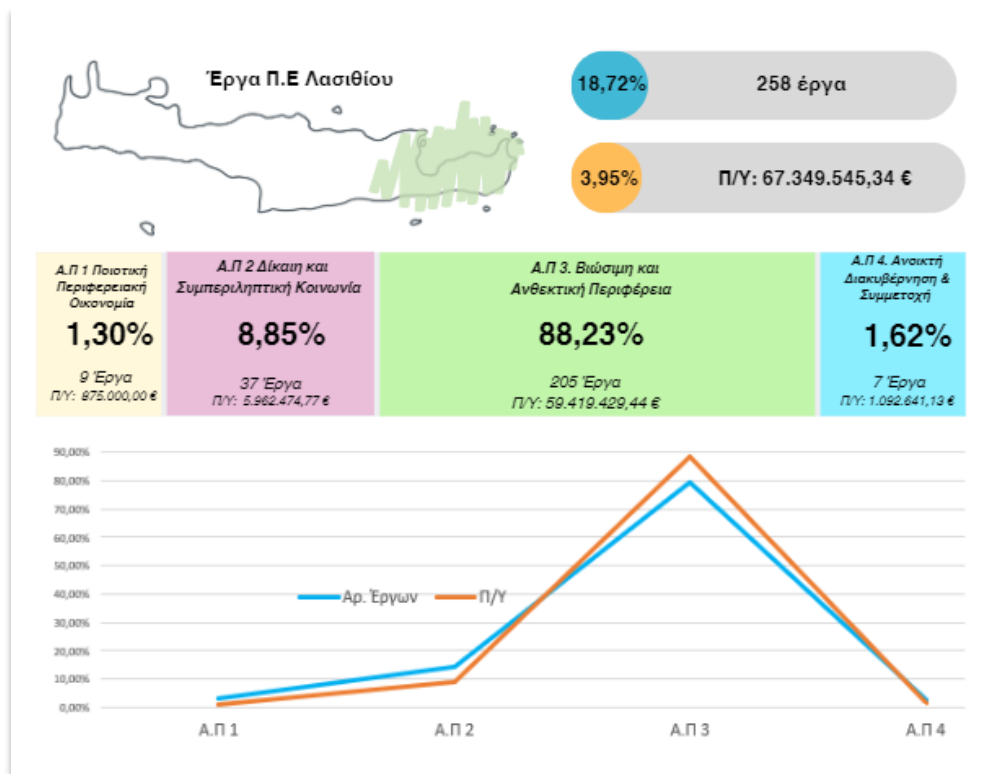 Έργα Π.Ε Λασιθίου
18,72%
258 έργα
3,95%
Π/Υ: 67.349.545,34 €
Α.Π 1 Ποιοτική
Περιφερειακή
Οικονομία
1,30%
9 Έργα
Π/Υ: 875.000,00 €
Α.Π 2 Δίκαιη και
Συμπεριληπτική Κοινωνία
8,85%
37 Έργα
Π/Υ: 5.962.474,77 €
Α.Π 3. Βιώσιμη και
Ανθεκτική Περιφέρεια
88,23%
205 Έργα
Π/Υ: 59.419.429,44 €
Α.Π 4. Ανοικτή
Διακυβέρνηση &
Συμμετοχή
1,62%
7 Έργα
Π/Υ: 1.092.641,13 €
90,00%
80,00%
70,00%
60,00%
50,00%
40,00%
30,00%
20,00%
10,00%
0,00%
Αρ. Έργων
Π/Υ
Α.Π 1
Α.Π 2
Α.Π 3
Α.Π 4